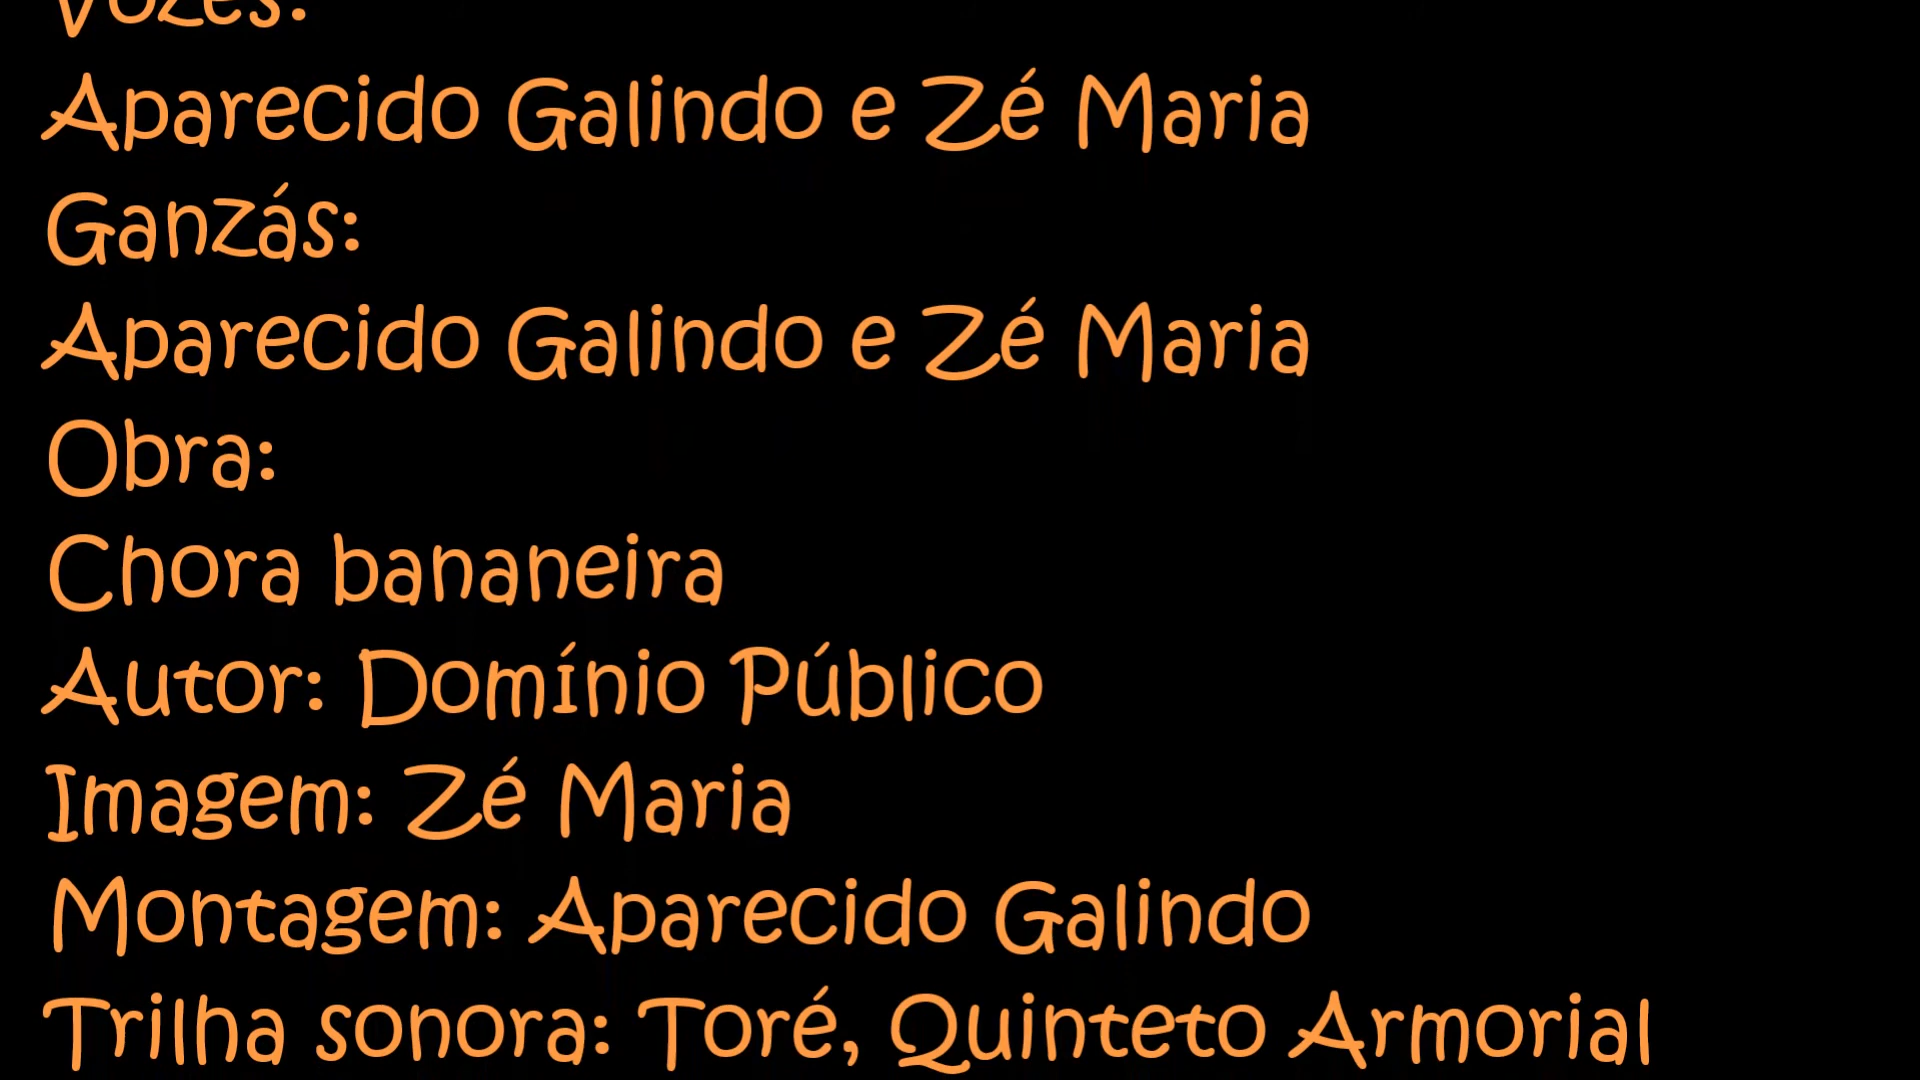 Vozes:
Aparecido Galindo e Zé Maria
Ganzás:
Aparecido Galindo e Zé Maria
Obra:
Chora bananeira
Autor: Domínio Público
Imagem: Zé Maria
Montagem: Aparecido Galindo
Trilha sonora: Toré, Quinteto Armorial